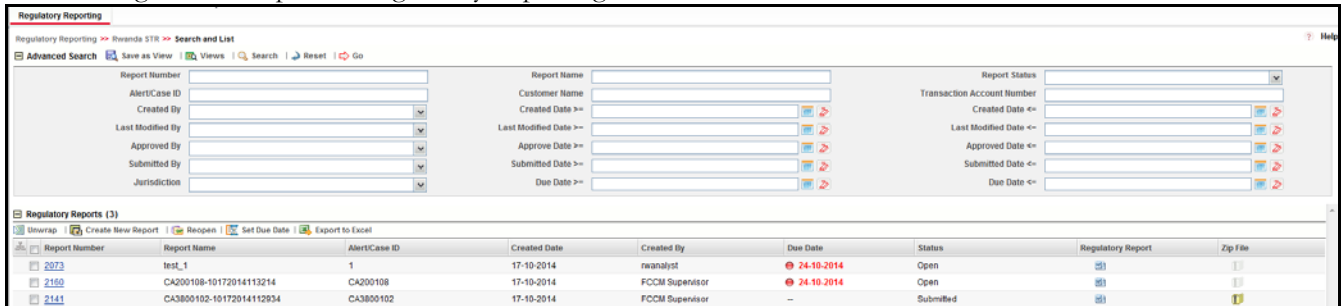 Regulatory Reporting
Regulatory Reporting >> Rwanda STR >> Search and List
? Help
Advanced Search Save as View | Views | Search | Reset | Go
Report Number Report Name Report Status
Alert/Case ID Customer Name Transaction Account Number
Created By Created Date >= Created Date <=
Last Modified By Last Modified Date >= Last Modified Date <=
Approved By Approve Date >= Approved Date <=
Submitted By Submitted Date >= Submitted Date <=
Jurisdiction Due Date >= Due Date <=
Regulatory Reports (3)
Unwrap | Create New Report | Reopen | Set Due Date | Export to Excel
Report Number Report Name Alert/Case ID Created Date Created By Due Date Status Regulatory Report Zip File
2073 test_1 1 17-10-2014 rwanalyst 24-10-2014 Open
2160 CA200108-10172014113214 CA200108 17-10-2014 FCCM Supervisor 24-10-2014 Open
2141 CA3800102-10172014112934 CA3800102 17-10-2014 FCCM Supervisor -- Submitted